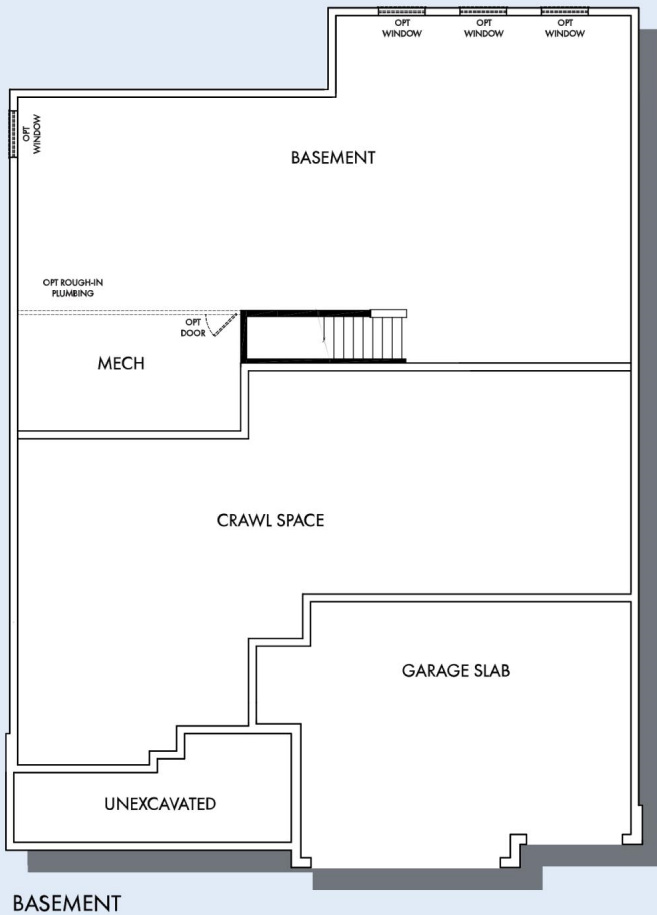 OPT
WINDOW
OPT
WINDOW
OPT
WINDOW
OPT
WINDOW
BASEMENT
OPT ROUGH-IN
PLUMBING
OPT
DOOR
MECH
CRAWL SPACE
GARAGE SLAB
UNEXCAVATED
BASEMENT